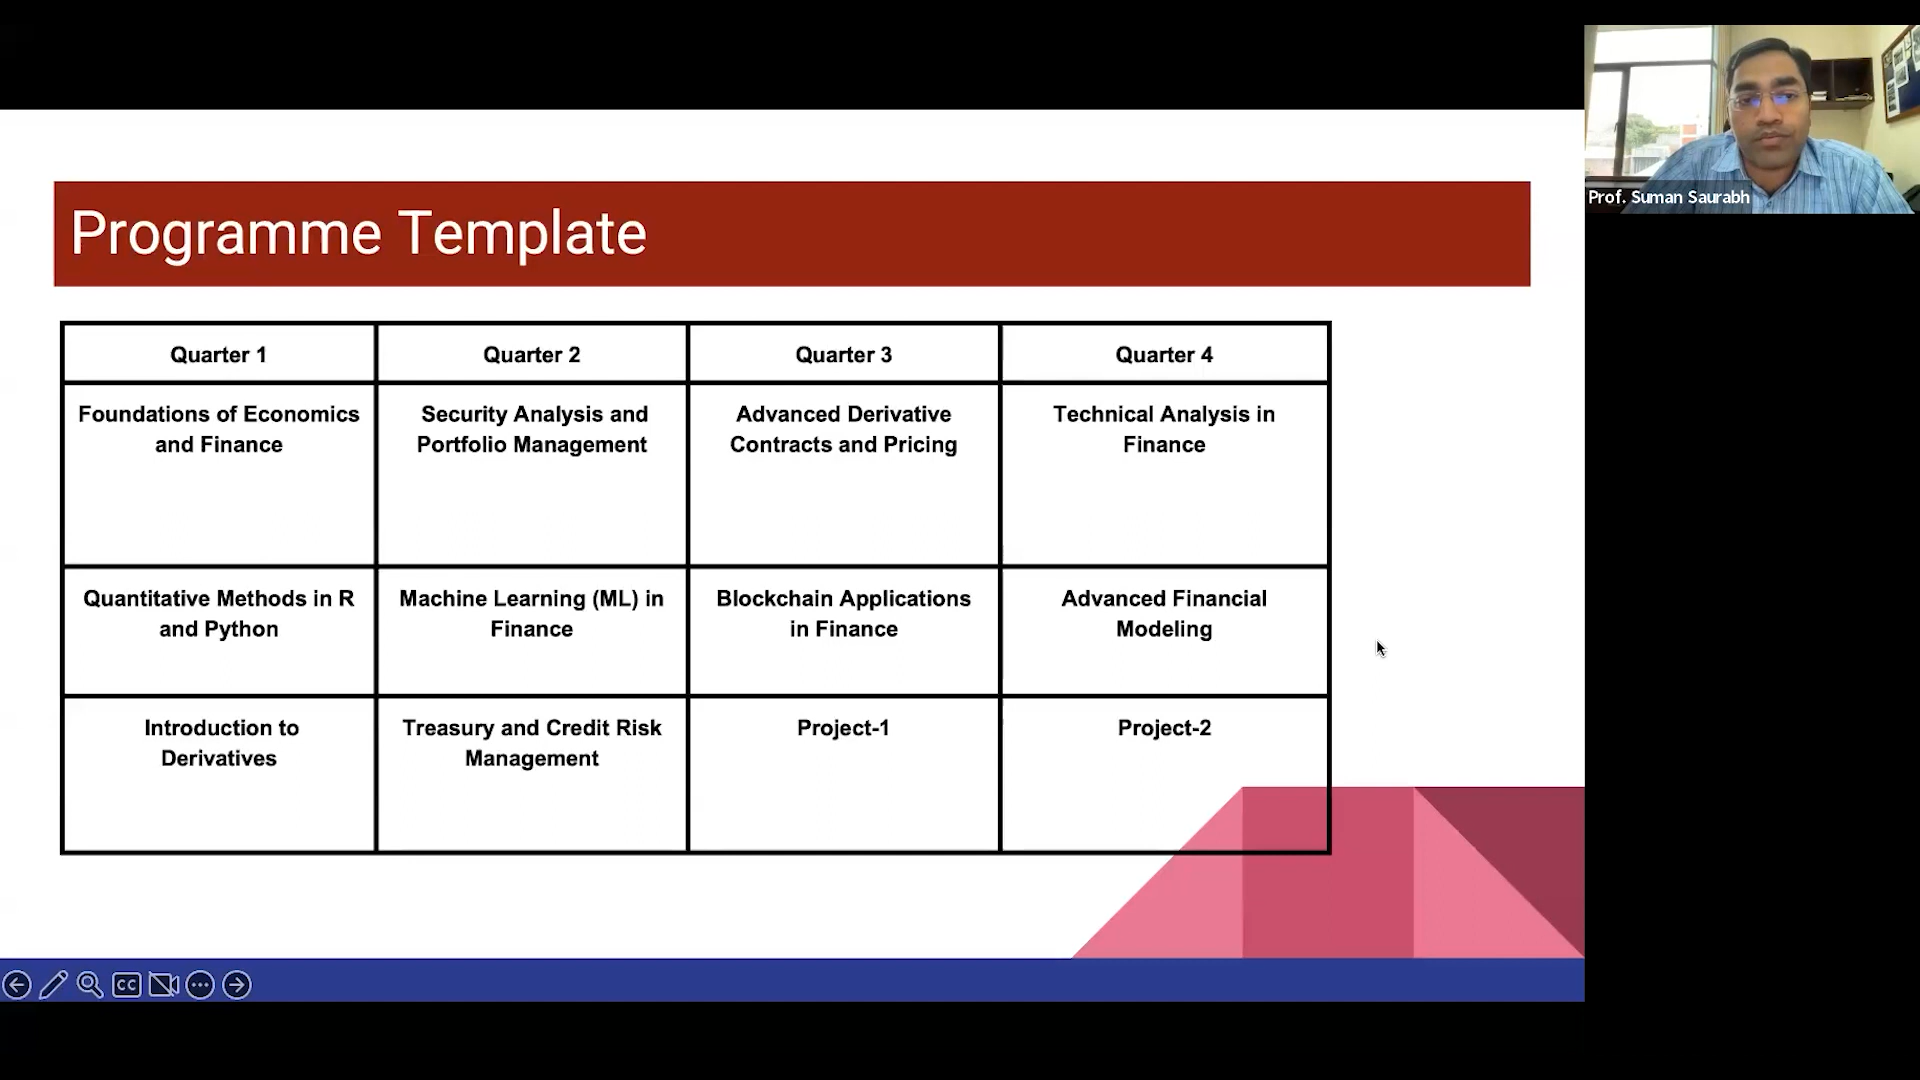 Programme Template
Quarter 1
Quarter 2
Quarter 3
Quarter 4
Foundations of Economics
and Finance
Security Analysis and
Portfolio Management
Advanced Derivative
Contracts and Pricing
Technical Analysis in
Finance
Quantitative Methods in R
and Python
Machine Learning (ML) in
Finance
Blockchain Applications
in Finance
Advanced Financial
Modeling
Introduction to
Derivatives
Treasury and Credit Risk
Management
Project-1
Project-2
Prof. Suman Saurabh
CC